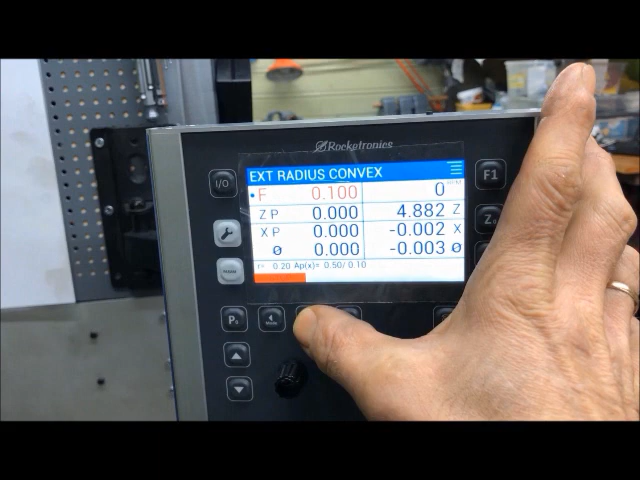 Rocketronics
EXT RADIUS CONVEX
F 0.100 0 RPM
Z P 0.000 4.882 Z
X P 0.000 -0.002 X
ø 0.000 -0.003 ø
r= 0.20 Ap(x)= 0.50/ 0.10
I/O
F1
Z₀
P₀
Mode